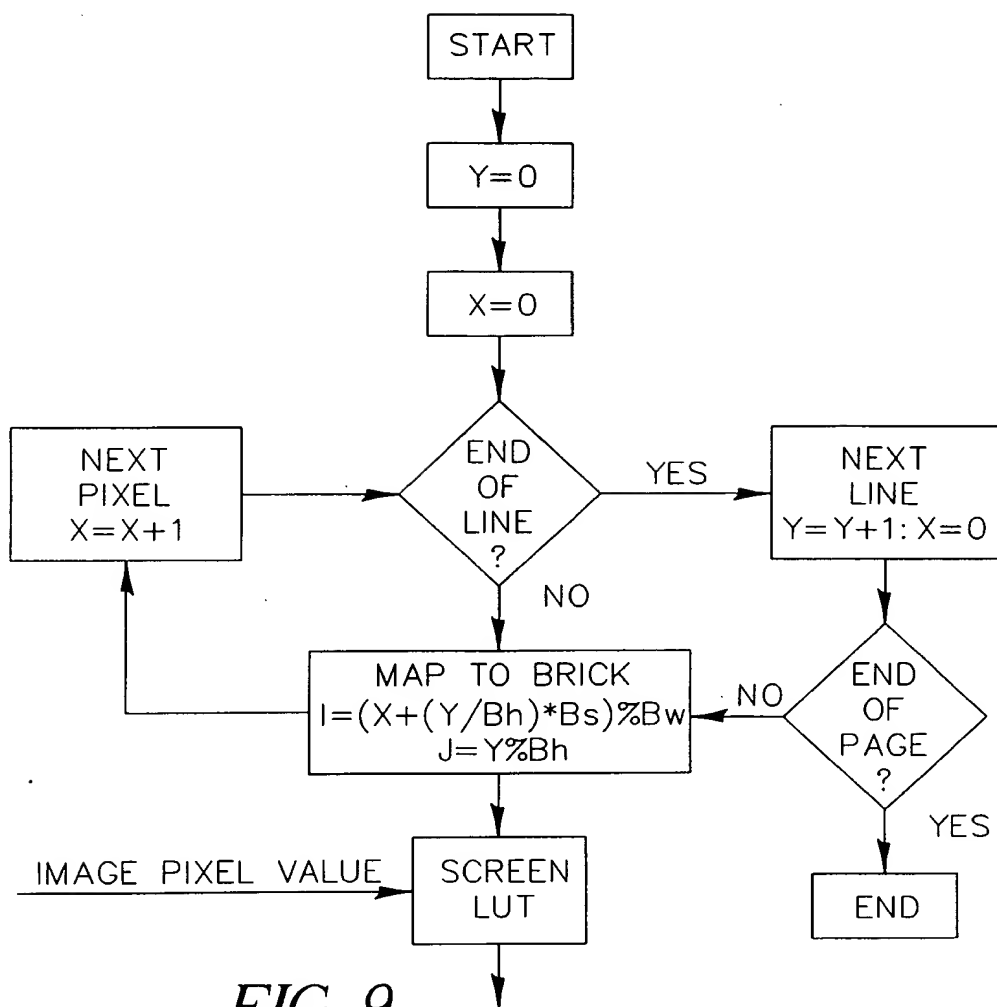 START
Y=0
X=0
END
OF
LINE
?
YES
NO
NEXT
PIXEL
X=X+1
NEXT
LINE
Y=Y+1: X=0
MAP TO BRICK
I=(X+(Y/Bh)*Bs)%Bw
J=Y%Bh
NO
END
OF
PAGE
?
YES
END
IMAGE PIXEL VALUE
SCREEN
LUT
FIG. 9